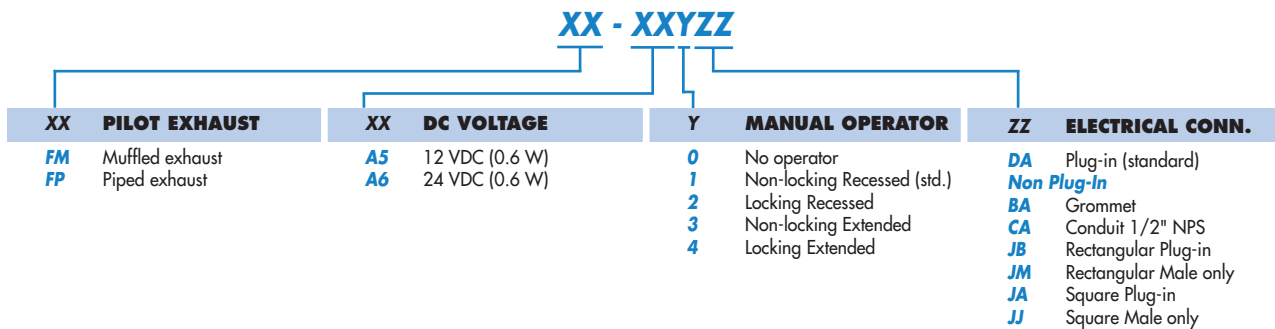 XX - XXYZZ
XX PILOT EXHAUST
FM Muffled exhaust
FP Piped exhaust
XX DC VOLTAGE
A5 12 VDC (0.6 W)
A6 24 VDC (0.6 W)
Y MANUAL OPERATOR
0 No operator
1 Non-locking Recessed (std.)
2 Locking Recessed
3 Non-locking Extended
4 Locking Extended
ZZ ELECTRICAL CONN.
DA Plug-in (standard)
Non Plug-In
BA Grommet
CA Conduit 1/2" NPS
JB Rectangular Plug-in
JM Rectangular Male only
JA Square Plug-in
JJ Square Male only